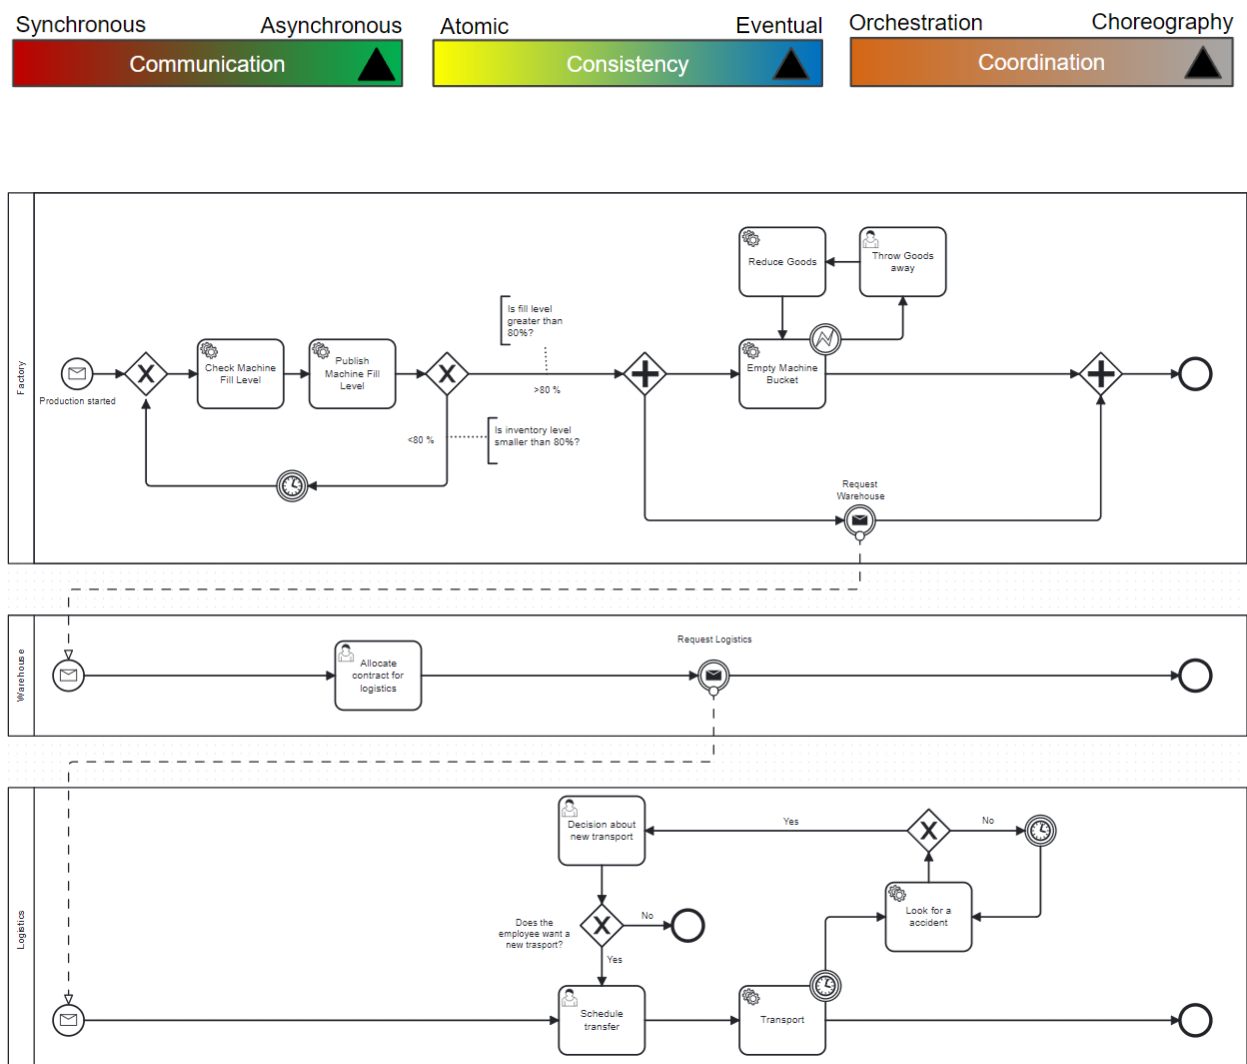 Synchronous Asynchronous
Communication
Atomic Eventual
Consistency
Orchestration Choreography
Coordination
Factory
Production started
Check Machine
Fill Level
Publish
Machine Fill
Level
Is fill level
greater than
80%?
>80 %
<80 %
Is inventory level
smaller than 80%?
Reduce Goods
Throw Goods
away
Empty Machine
Bucket
Request
Warehouse
Warehouse
Allocate
contract for
logistics
Request Logistics
Logistics
Decision about
new transport
Yes
No
Does the
employee want a
new trasport?
No
Yes
Look for a
accident
Schedule
transfer
Transport